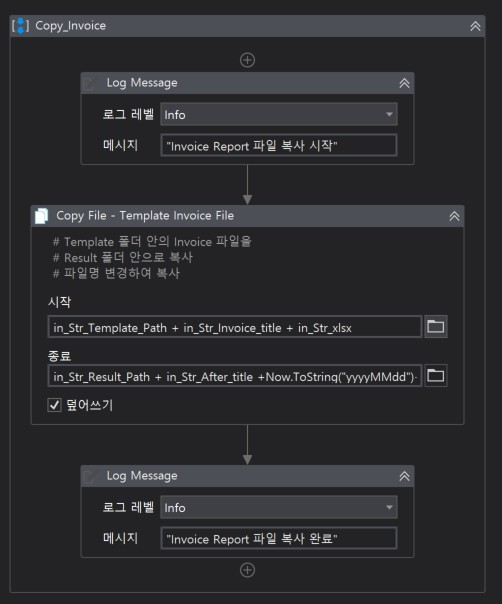 Copy_Invoice
Log Message
로그 레벨 Info
메시지 "Invoice Report 파일 복사 시작"
Copy File - Template Invoice File
# Template 폴더 안의 Invoice 파일을
# Result 폴더 안으로 복사
# 파일명 변경하여 복사
시작
in_Str_Template_Path + in_Str_Invoice_title + in_Str_xlsx
종료
in_Str_Result_Path + in_Str_After_title +Now.ToString("yyyyMMdd")
덮어쓰기
Log Message
로그 레벨 Info
메시지 "Invoice Report 파일 복사 완료"